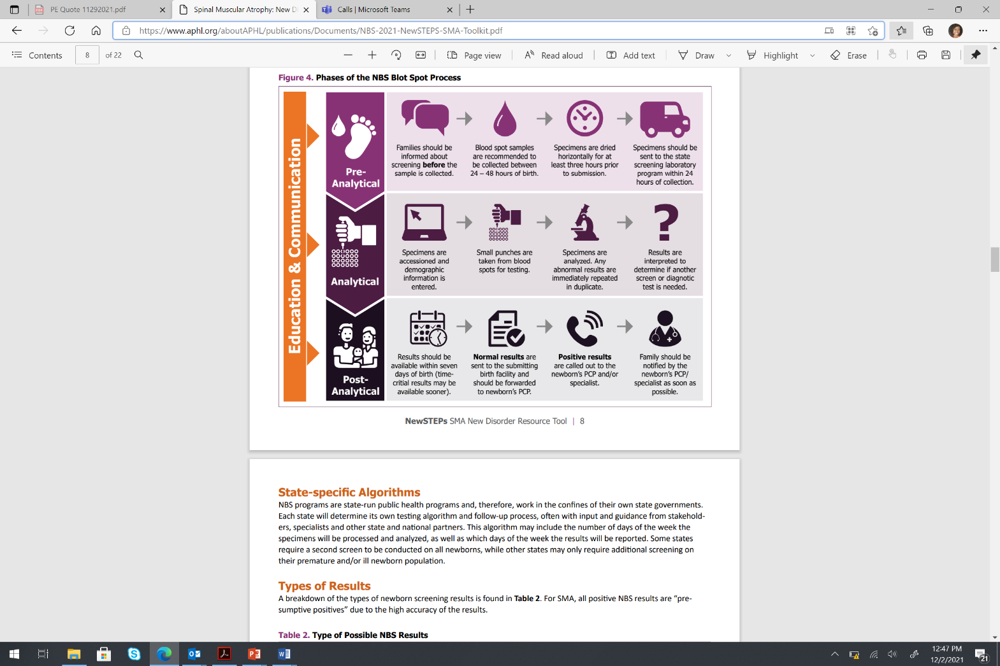 PE Quote 11292021.pdf
Spinal Muscular Atrophy: New D
Calls | Microsoft Teams
https://www.aphl.org/aboutAPHL/publications/Documents/NBS-2021-NewSTEPS-SMA-Toolkit.pdf
Contents
8
of 22
Page view
Read aloud
Add text
Draw
Highlight
Erase
Figure 4. Phases of the NBS Blot Spot Process
Education & Communication
Pre-
Analytical
Families should be
informed about
screening before the
sample is collected.
Blood spot samples
are recommended to
be collected between
24 – 48 hours of birth.
Specimens are dried
horizontally for at
least three hours prior
to submission.
Specimens should be
sent to the state
screening laboratory
program within 24
hours of collection.
Analytical
Specimens are
accessioned and
demographic
information is
entered.
Small punches are
taken from blood
spots for testing.
Specimens are
analyzed. Any
abnormal results are
immediately repeated
in duplicate.
?
Results are
interpreted to
determine if another
screen or diagnostic
test is needed.
Post-
Analytical
Results should be
available within seven
days of birth (time-
critial results may be
available sooner).
Normal results are
sent to the submitting
birth facility and
should be forwarded
to newborn's PCP.
Positive results
are called out to the
newborn's PCP and/or
specialist.
Family should be
notified by the
newborn's PCP/
specialist as soon as
possible.
NewSTEPs SMA New Disorder Resource Tool | 8
State-specific Algorithms
NBS programs are state-run public health programs and, therefore, work in the confines of their own state governments.
Each state will determine its own testing algorithm and follow-up process, often with input and guidance from stakehold-
ers, specialists and other state and national partners. This algorithm may include the number of days of the week the
specimens will be processed and analyzed, as well as which days of the week the results will be reported. Some states
require a second screen to be conducted on all newborns, while other states may only require additional screening on
their premature and/or ill newborn population.
Types of Results
A breakdown of the types of newborn screening results is found in Table 2. For SMA, all positive NBS results are “pre-
sumptive positives” due to the high accuracy of the results.
Table 2. Type of Possible NBS Results
12:47 PM
12/2/2021
21